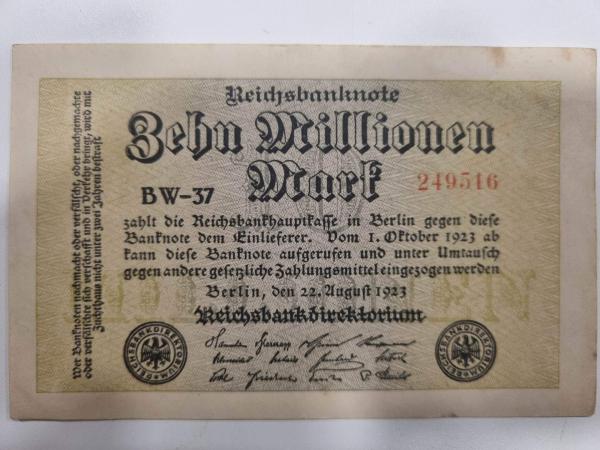 Reichsbanknote
Zehn Millionen
Mark
BW-37
249516
zahlt die Reichsbankhauptkasse in Berlin gegen diese
Banknote dem Einlieferer. Vom 1. Oktober 1923 ab
kann diese Banknote aufgerufen und unter Umtausch
gegen andere gesetzliche Zahlungsmittel eingezogen werden
Berlin, den 22. August 1923
Reichsbankdirektorium
Wer Banknoten nachmacht oder verfälscht, oder nachgemachte
oder verfälschte sich verschafft und in Verkehr bringt, wird mit
Zuchthaus nicht unter zwei Jahren bestraft
REICHSBANKDIREKTORIUM
REICHSBANKDIREKTORIUM